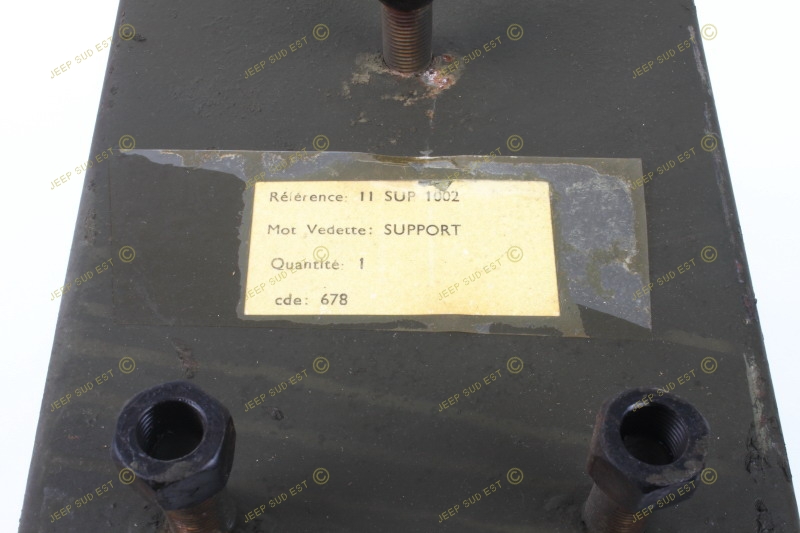 Référence: 11 SUP 1002
Mot Vedette: SUPPORT
Quantité: 1
cde: 678
JEEP SUD EST ©